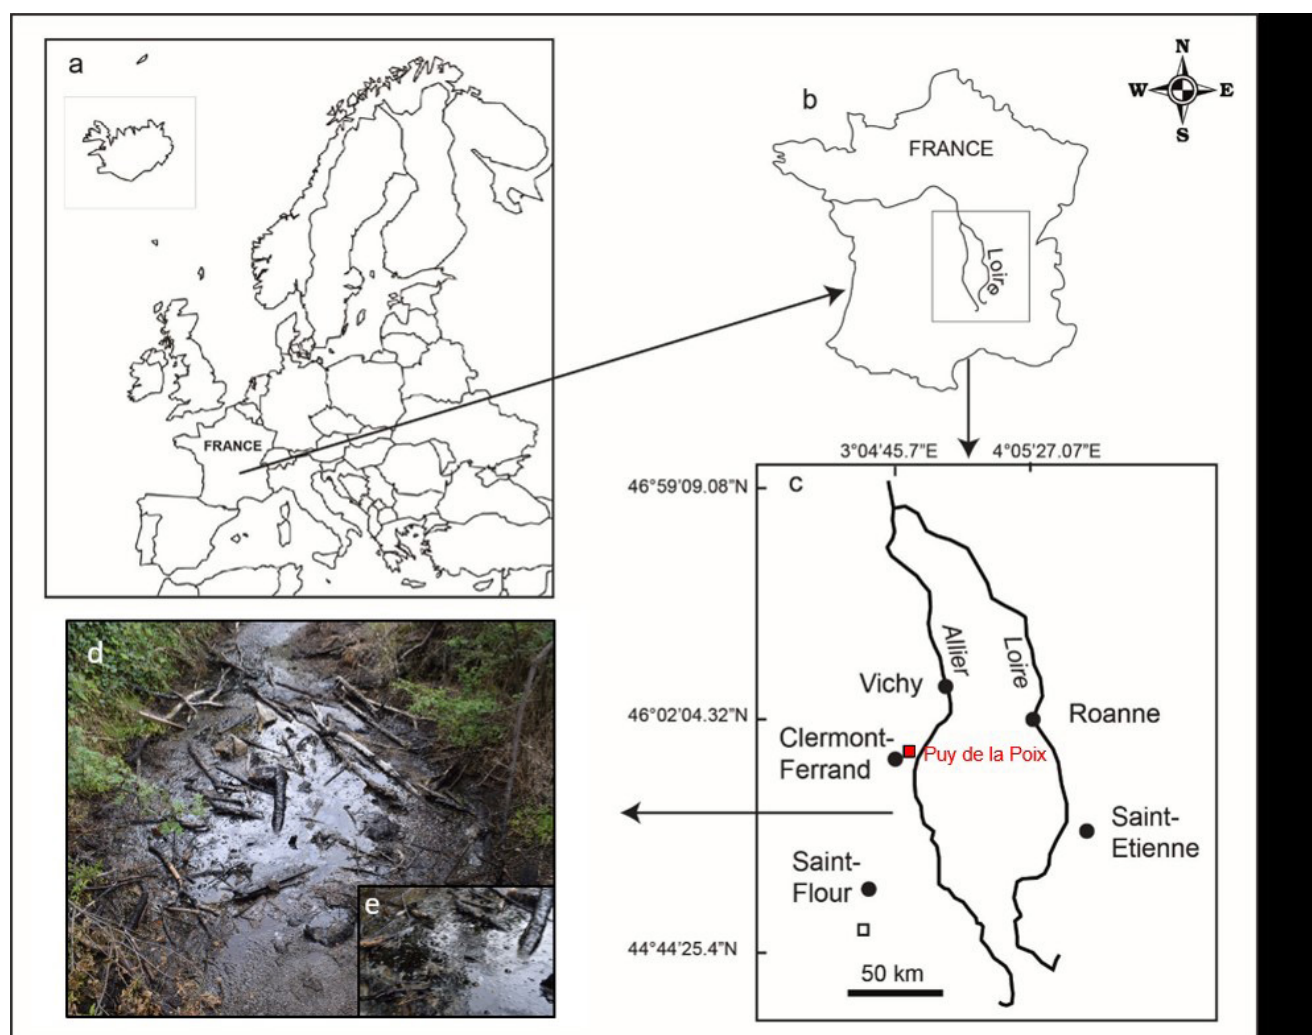 a
FRANCE
b
FRANCE
Loire
N
W
E
S
3°04'45.7"E
4°05'27.07"E
c
46°59'09.08"N
46°02'04.32"N
44°44'25.4"N
Allier
Loire
Vichy
Roanne
Clermont-
Ferrand
Puy de la Poix
Saint-
Etienne
Saint-
Flour
50 km
d
e